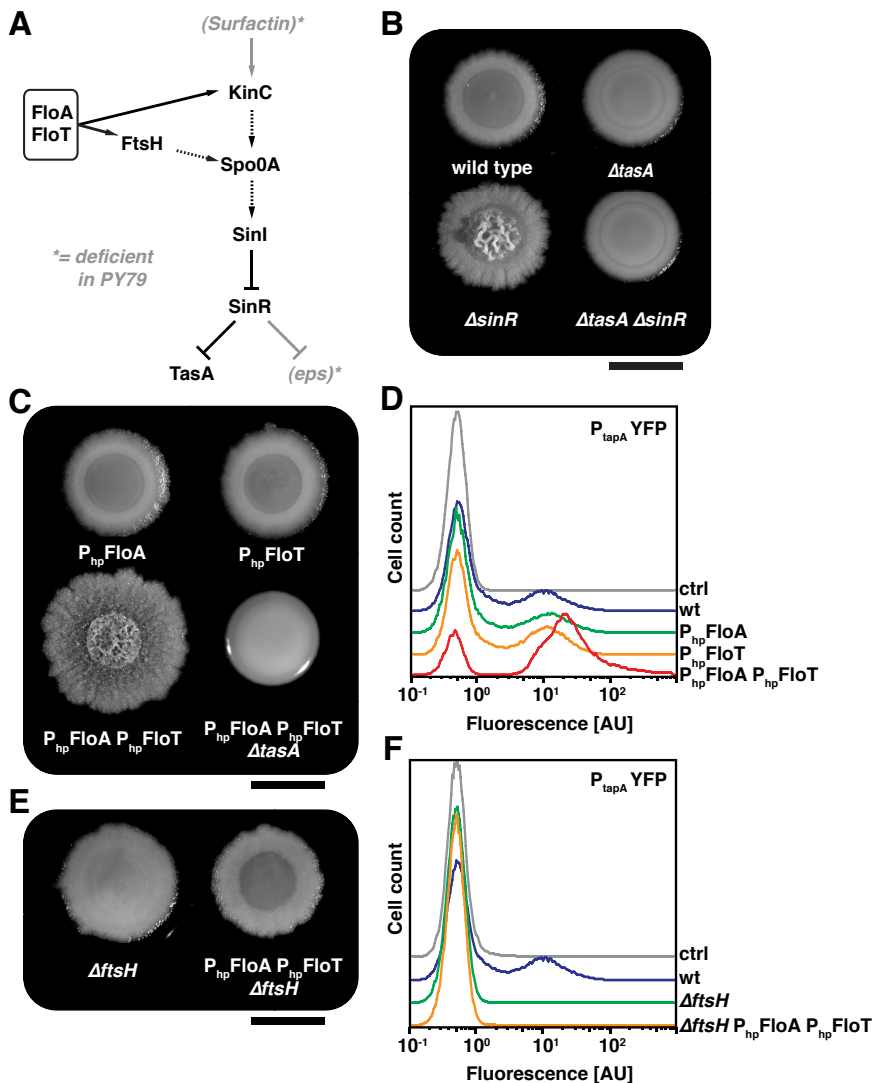 A
(Surfactin)*
KinC
FloA
FloT
FtsH
Spo0A
SinI
*= deficient
in PY79
SinR
TasA
(eps)*
B
wild type
ΔtasA
ΔsinR
ΔtasA ΔsinR
C
PhpFloA
PhpFloT
PhpFloA PhpFloT
PhpFloA PhpFloT
ΔtasA
D
PtapA YFP
Cell count
ctrl
wt
PhpFloA
PhpFloT
PhpFloA PhpFloT
10-1 100 101 102
Fluorescence [AU]
E
ΔftsH
PhpFloA PhpFloT
ΔftsH
F
PtapA YFP
Cell count
ctrl
wt
ΔftsH
ΔftsH PhpFloA PhpFloT
10-1 100 101 102
Fluorescence [AU]